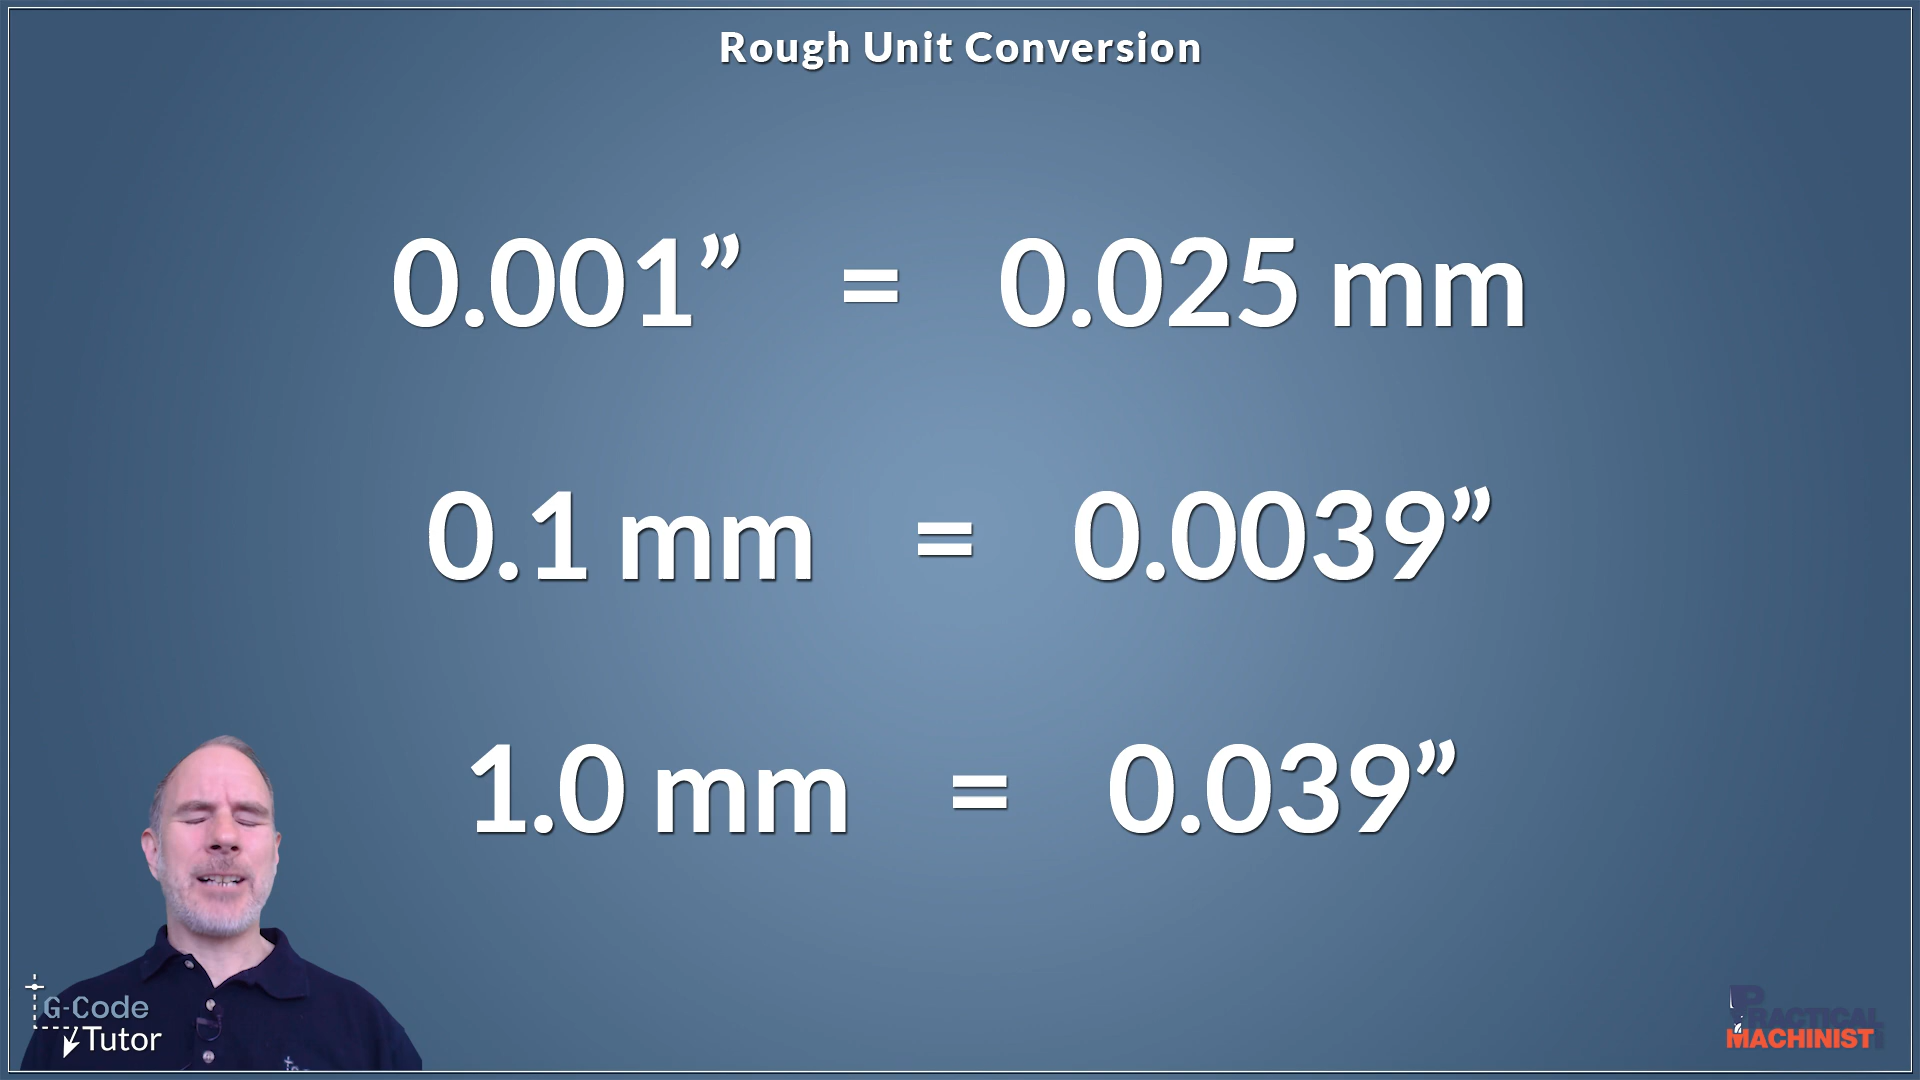 Rough Unit Conversion
0.001” = 0.025 mm
0.1 mm = 0.0039”
1.0 mm = 0.039”
G-Code
Tutor
PRACTICAL
MACHINIST